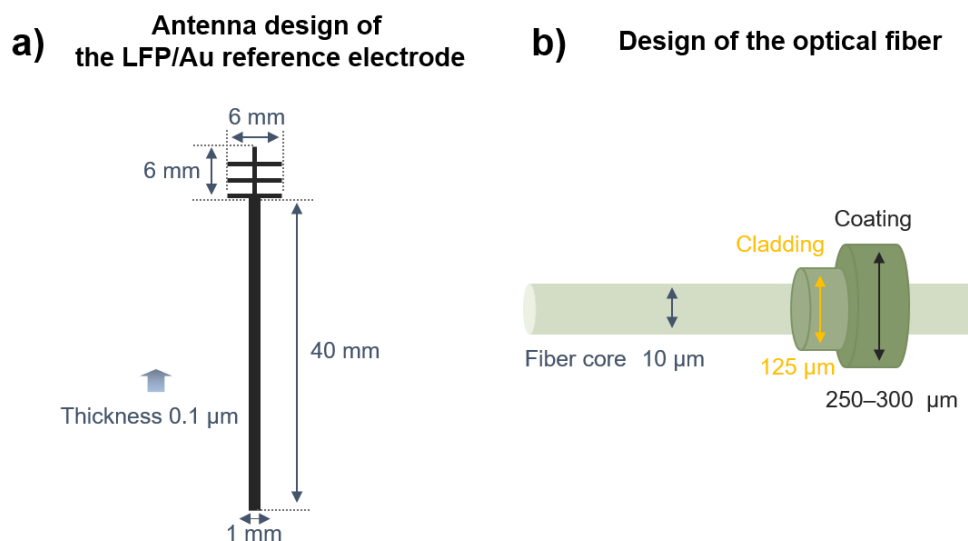 a)
Antenna design of
the LFP/Au reference electrode
6 mm
6 mm
40 mm
Thickness 0.1 µm
1 mm
b)
Design of the optical fiber
Coating
Cladding
Fiber core 10 µm
125 µm
250–300 µm